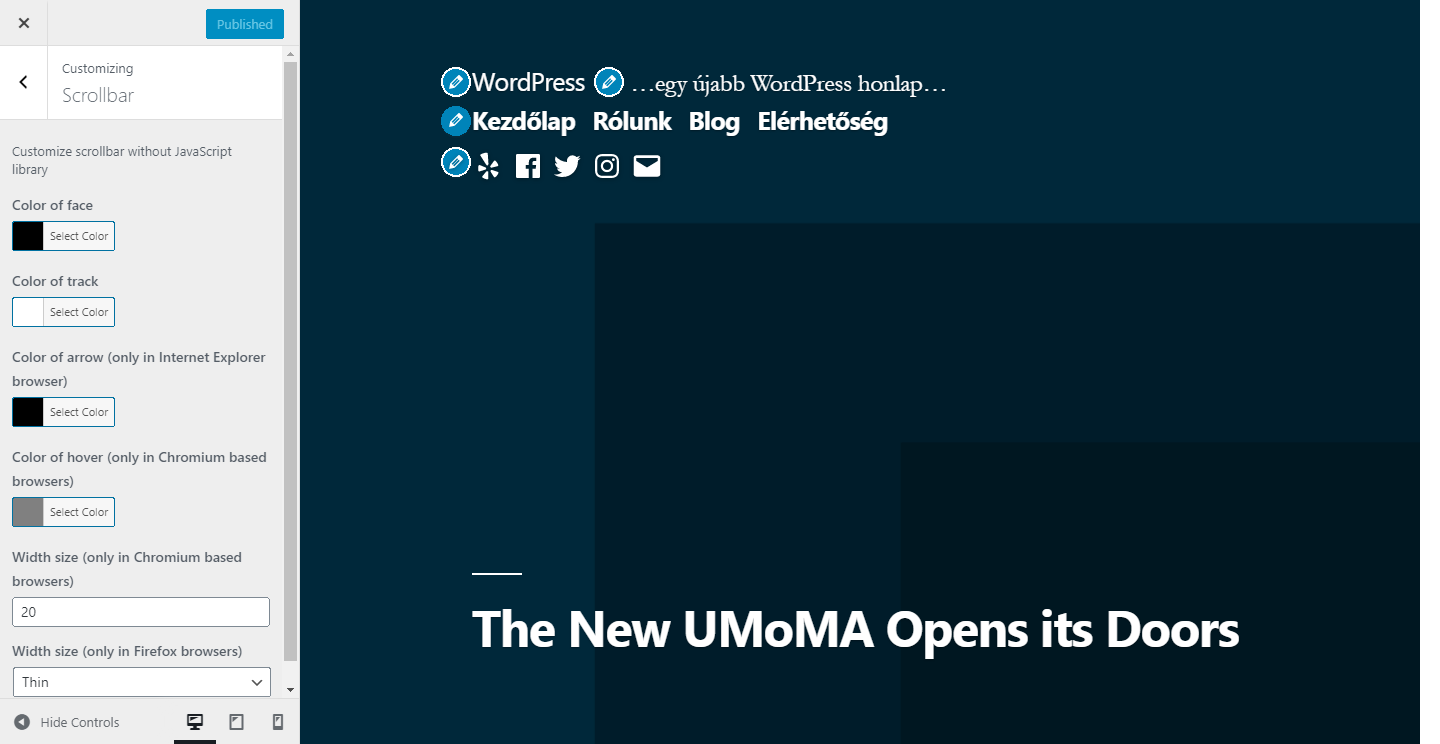 Published
Customizing
Scrollbar
Customize scrollbar without JavaScript
library
Color of face
Select Color
Color of track
Select Color
Color of arrow (only in Internet Explorer
browser)
Select Color
Color of hover (only in Chromium based
browsers)
Select Color
Width size (only in Chromium based
browsers)
20
Width size (only in Firefox browsers)
Thin
Hide Controls
WordPress …egy újabb WordPress honlap…
Kezdőlap Rólunk Blog Elérhetőség
The New UMoMA Opens its Doors